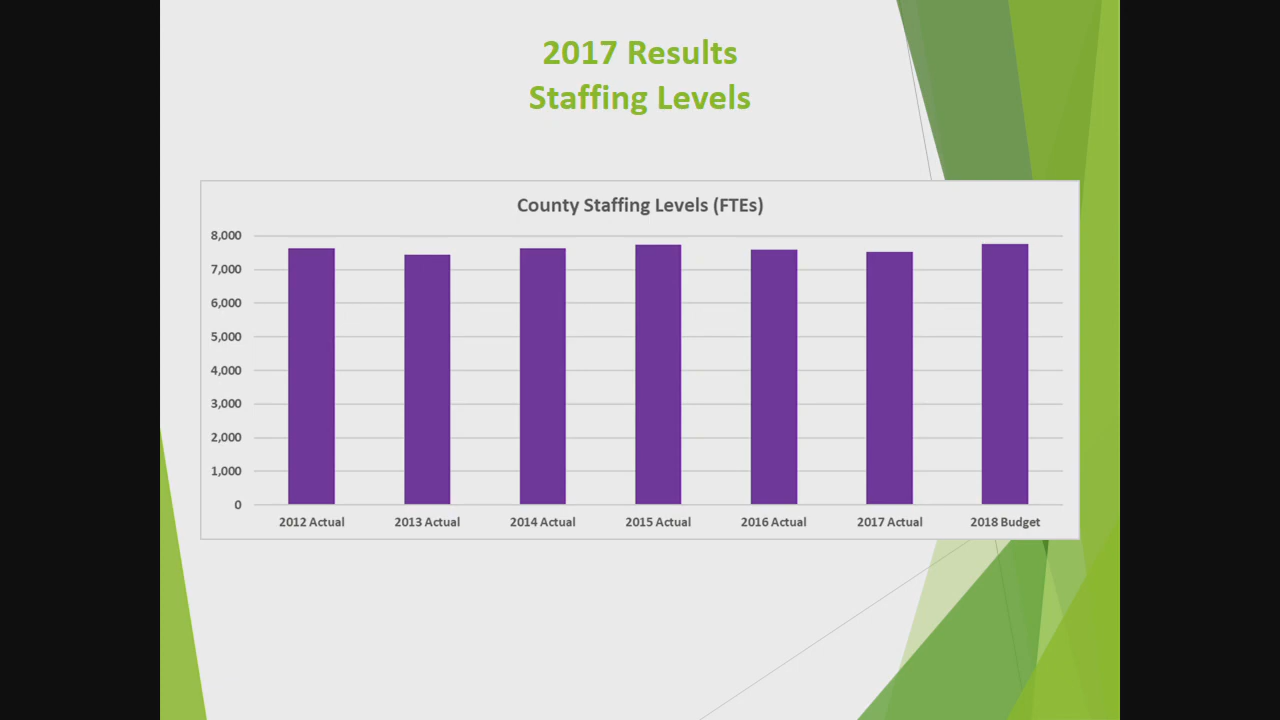 2017 Results
Staffing Levels
County Staffing Levels (FTEs)
8,000
7,000
6,000
5,000
4,000
3,000
2,000
1,000
0
2012 Actual 2013 Actual 2014 Actual 2015 Actual 2016 Actual 2017 Actual 2018 Budget